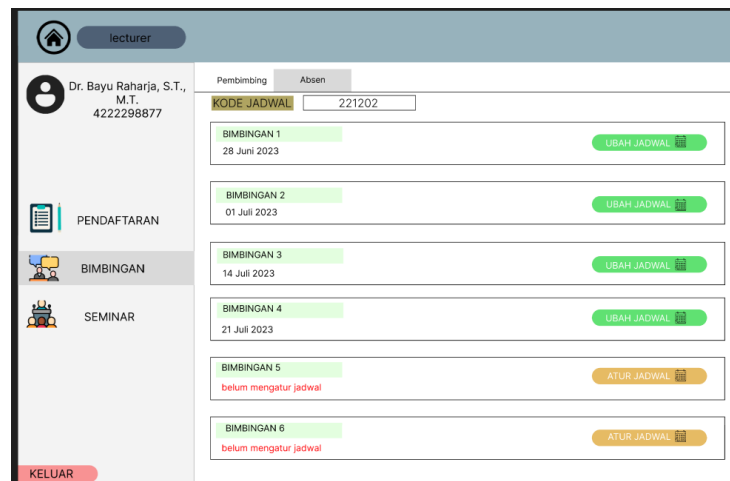 lecturer
Dr. Bayu Raharja, S.T.,
M.T.
4222298877
PENDAFTARAN
BIMBINGAN
SEMINAR
KELUAR
Pembimbing Absen
KODE JADWAL 221202
BIMBINGAN 1
28 Juni 2023
UBAH JADWAL
BIMBINGAN 2
01 Juli 2023
UBAH JADWAL
BIMBINGAN 3
14 Juli 2023
UBAH JADWAL
BIMBINGAN 4
21 Juli 2023
UBAH JADWAL
BIMBINGAN 5
belum mengatur jadwal
ATUR JADWAL
BIMBINGAN 6
belum mengatur jadwal
ATUR JADWAL